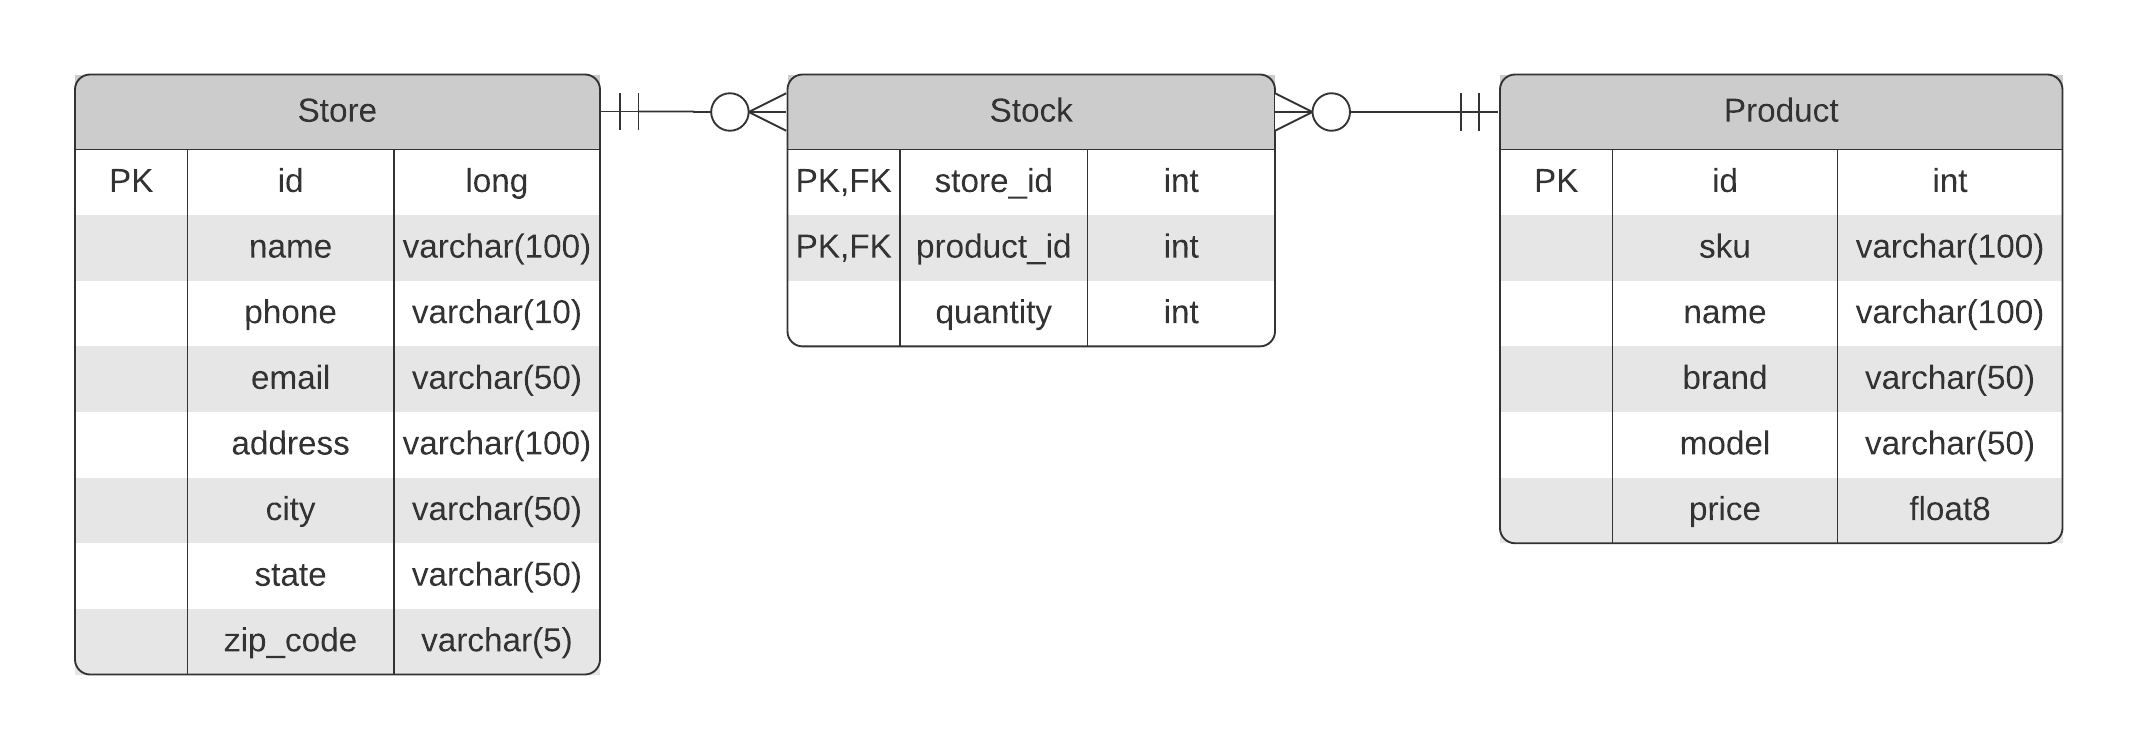 Store
PK id long
name varchar(100)
phone varchar(10)
email varchar(50)
address varchar(100)
city varchar(50)
state varchar(50)
zip_code varchar(5)
Stock
PK,FK store_id int
PK,FK product_id int
quantity int
Product
PK id int
sku varchar(100)
name varchar(100)
brand varchar(50)
model varchar(50)
price float8